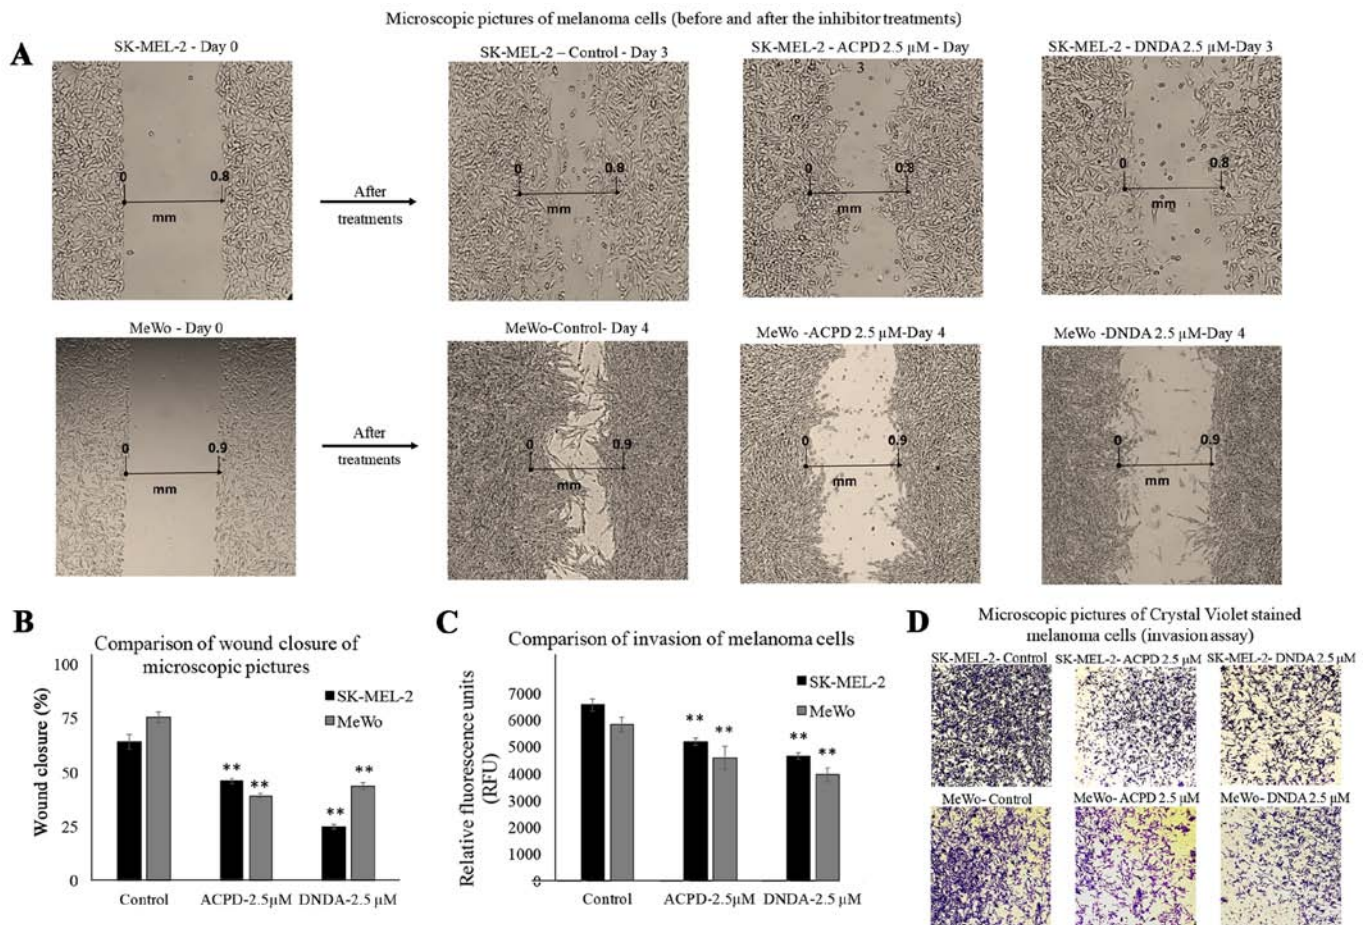 Microscopic pictures of melanoma cells (before and after the inhibitor treatments)
A
SK-MEL-2 - Day 0
SK-MEL-2 – Control - Day 3
SK-MEL-2 - ACPD 2.5 µM - Day
3
SK-MEL-2 - DNDA 2.5 µM-Day 3
0
0.8
mm
After
treatments
0
0.8
mm
0
0.8
mm
0
0.8
mm
MeWo - Day 0
MeWo-Control- Day 4
MeWo -ACPD 2.5 µM-Day 4
MeWo -DNDA 2.5 µM-Day 4
0
0.9
mm
After
treatments
0
0.9
mm
0
0.9
mm
0
0.9
mm
B
Comparison of wound closure of
microscopic pictures
Wound closure (%)
100
75
50
25
0
SK-MEL-2
MeWo
**
**
**
**
Control
ACPD-2.5µM
DNDA-2.5 µM
C
Comparison of invasion of melanoma cells
Relative fluorescence units
(RFU)
7000
6000
5000
4000
3000
2000
1000
0
SK-MEL-2
MeWo
**
**
**
**
Control
ACPD-2.5µM
DNDA-2.5 µM
D
Microscopic pictures of Crystal Violet stained
melanoma cells (invasion assay)
SK-MEL-2- Control
SK-MEL-2- ACPD 2.5 µM
SK-MEL-2- DNDA 2.5 µM
MeWo- Control
MeWo- ACPD 2.5 µM
MeWo- DNDA 2.5 µM